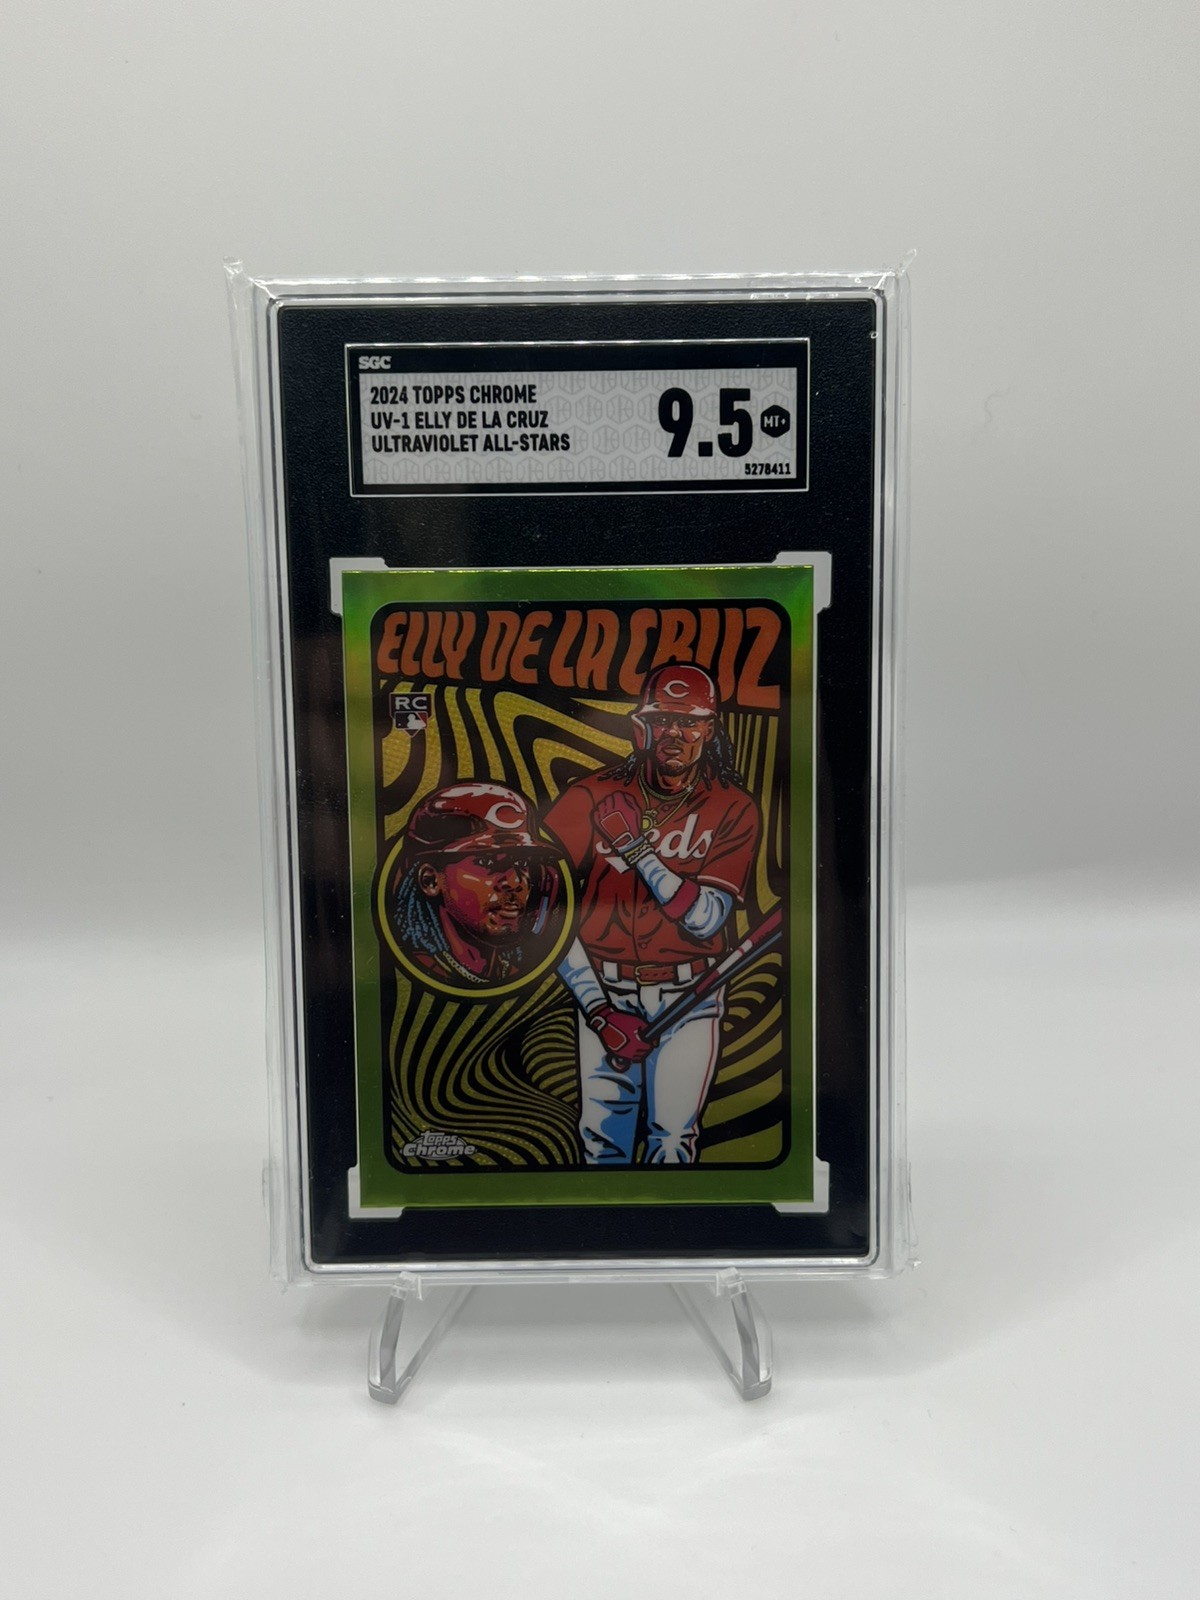 SGC
2024 TOPPS CHROME
UV-1 ELLY DE LA CRUZ
ULTRAVIOLET ALL-STARS
9.5 MT+
5278411
ELLY DE LA CRUZ
RC
C
C
Reds
Topps
Chrome